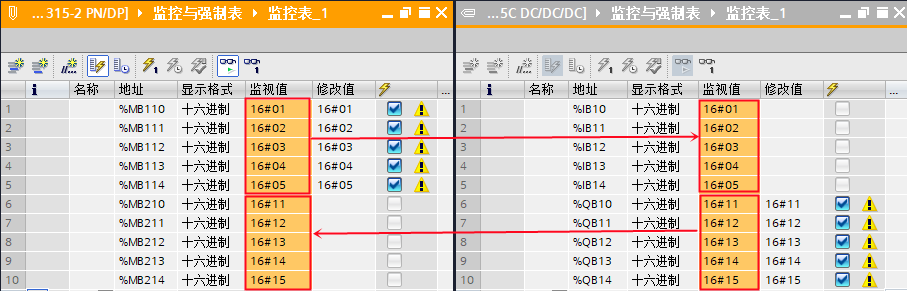 ... 315-2 PN/DP] ▸ 监控与强制表 ▸ 监控表_1
i 名称 地址 显示格式 监视值 修改值 ...
1 %MB110 十六进制 16#01 16#01
2 %MB111 十六进制 16#02 16#02
3 %MB112 十六进制 16#03 16#03
4 %MB113 十六进制 16#04 16#04
5 %MB114 十六进制 16#05 16#05
6 %MB210 十六进制 16#11
7 %MB211 十六进制 16#12
8 %MB212 十六进制 16#13
9 %MB213 十六进制 16#14
10 %MB214 十六进制 16#15
...5C DC/DC/DC] ▸ 监控与强制表 ▸ 监控表_1
i 名称 地址 显示格式 监视值 修改值 ...
1 %IB10 十六进制 16#01
2 %IB11 十六进制 16#02
3 %IB12 十六进制 16#03
4 %IB13 十六进制 16#04
5 %IB14 十六进制 16#05
6 %QB10 十六进制 16#11 16#11
7 %QB11 十六进制 16#12 16#12
8 %QB12 十六进制 16#13 16#13
9 %QB13 十六进制 16#14 16#14
10 %QB14 十六进制 16#15 16#15